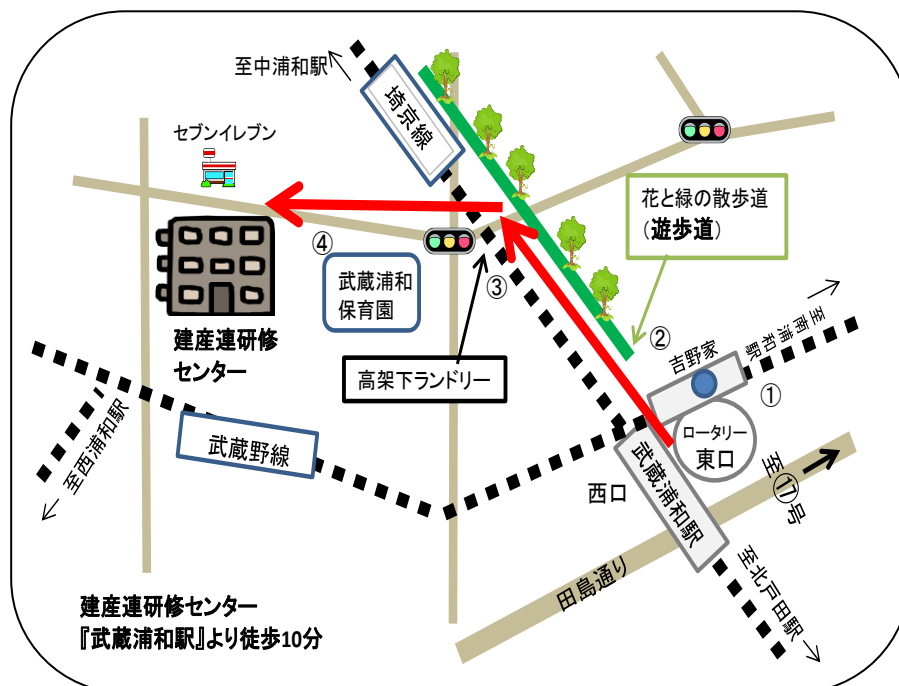 至中浦和駅
埼京線
セブンイレブン
花と緑の散歩道
（遊歩道）
④
武蔵浦和
保育園
③
建産連研修
センター
高架下ランドリー
②
吉野家
至南浦和駅
①
ロータリー
東口
武蔵野線
至西浦和駅
西口
武蔵浦和駅
至⑰号
田島通り
至北戸田駅
建産連研修センター
『武蔵浦和駅』より徒歩10分